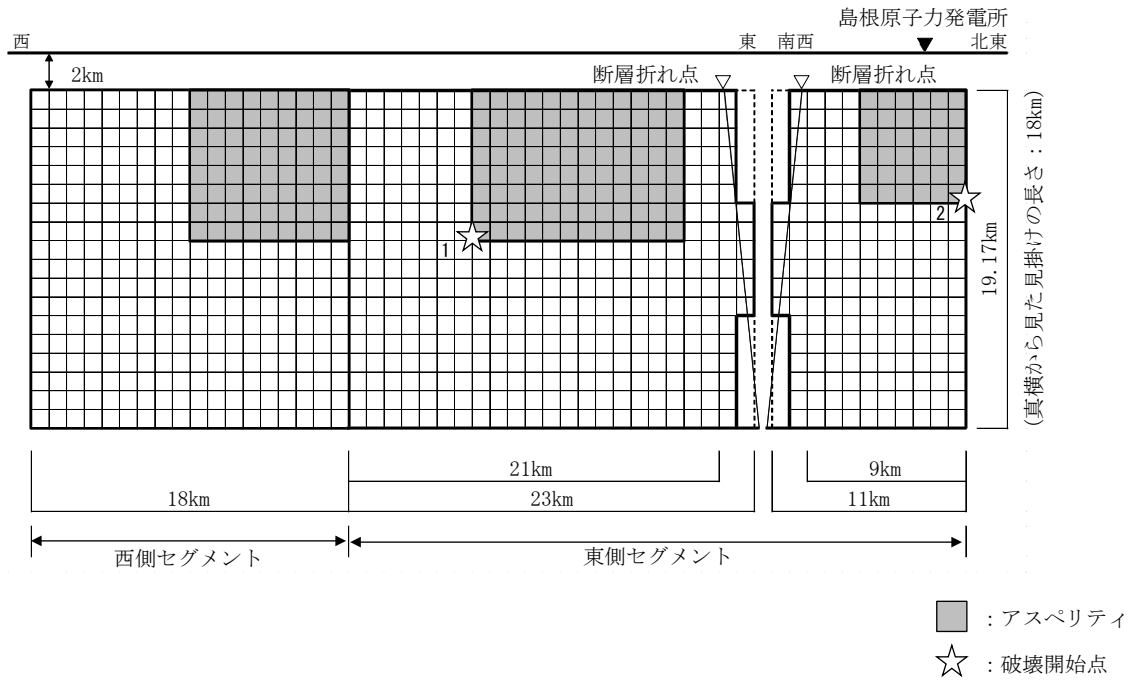 島根原子力発電所
西
東
南西
北東
2km
断層折れ点
断層折れ点
1
2
19.17km
(真横から見た見掛けの長さ：18km)
21km
9km
18km
23km
11km
西側セグメント
東側セグメント
：アスペリティ
：破壊開始点